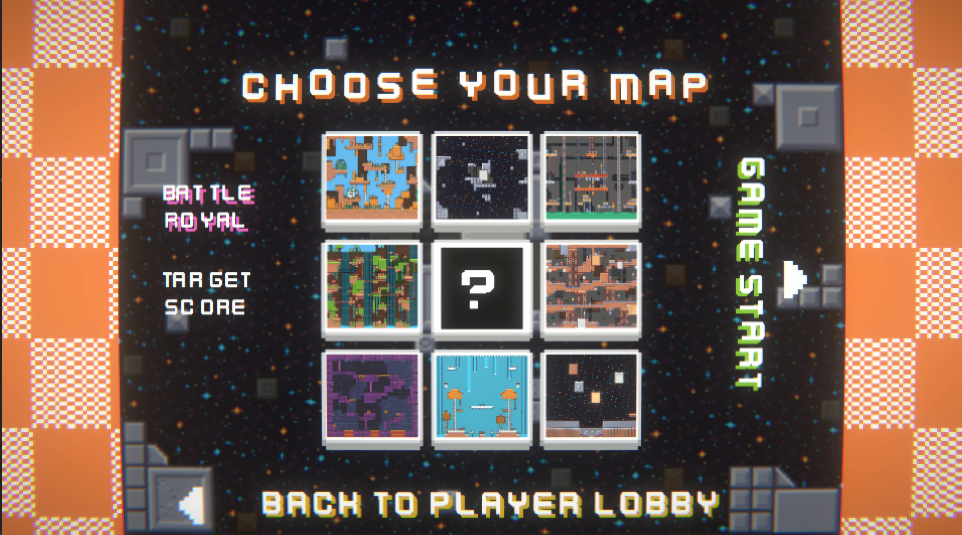 CHOOSE YOUR MAP
BATTLE
ROYAL
TARGET
SCORE
?
GAME START
BACK TO PLAYER LOBBY